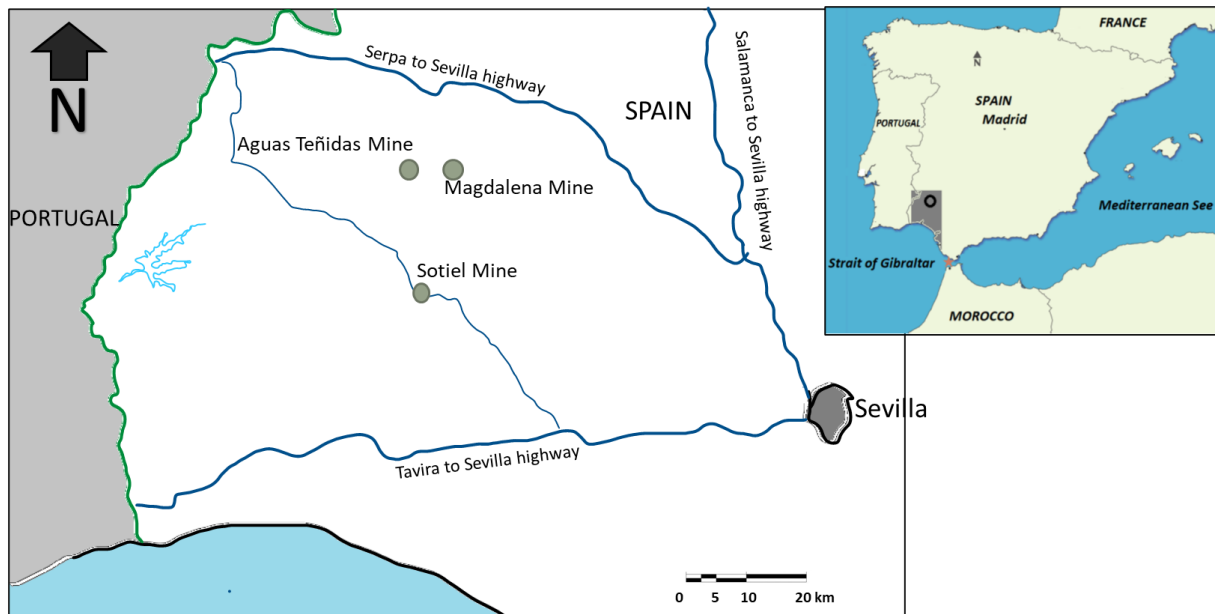 N
Serpa to Sevilla highway
Salamanca to Sevilla highway
SPAIN
Aguas Teñidas Mine
Magdalena Mine
PORTUGAL
Sotiel Mine
Sevilla
Tavira to Sevilla highway
0 5 10 20 km
FRANCE
N
SPAIN
Madrid
PORTUGAL
Mediterranean See
Strait of Gibraltar
MOROCCO